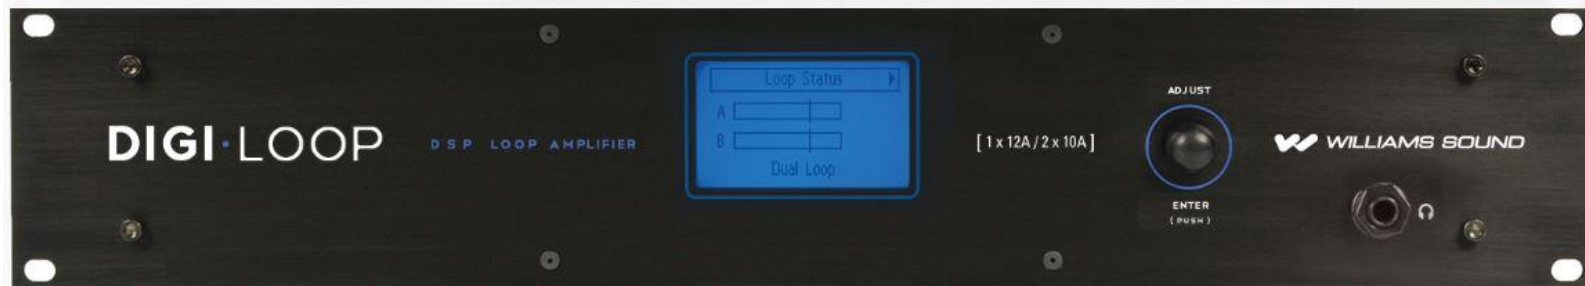 DIGI·LOOP
DSP LOOP AMPLIFIER
Loop Status
A
B
Dual Loop
[ 1 x 12A / 2 x 10A ]
ADJUST
ENTER
( PUSH )
WILLIAMS SOUND